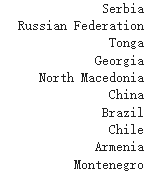 Serbia
Russian Federation
Tonga
Georgia
North Macedonia
China
Brazil
Chile
Armenia
Montenegro